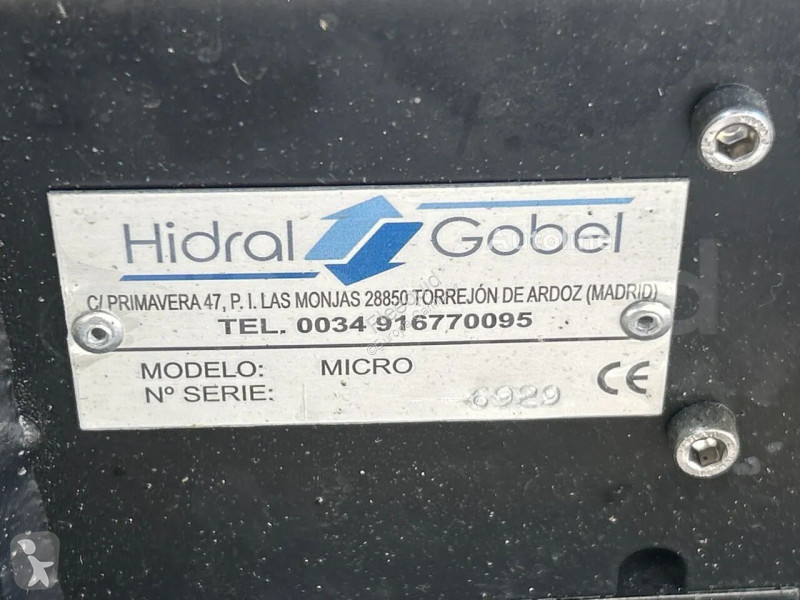 Hidral Gobel
C/ PRIMAVERA 47, P. I. LAS MONJAS 28850 TORREJÓN DE ARDOZ (MADRID)
TEL. 0034 916770095
MODELO: MICRO
Nº SERIE: 6929
CE